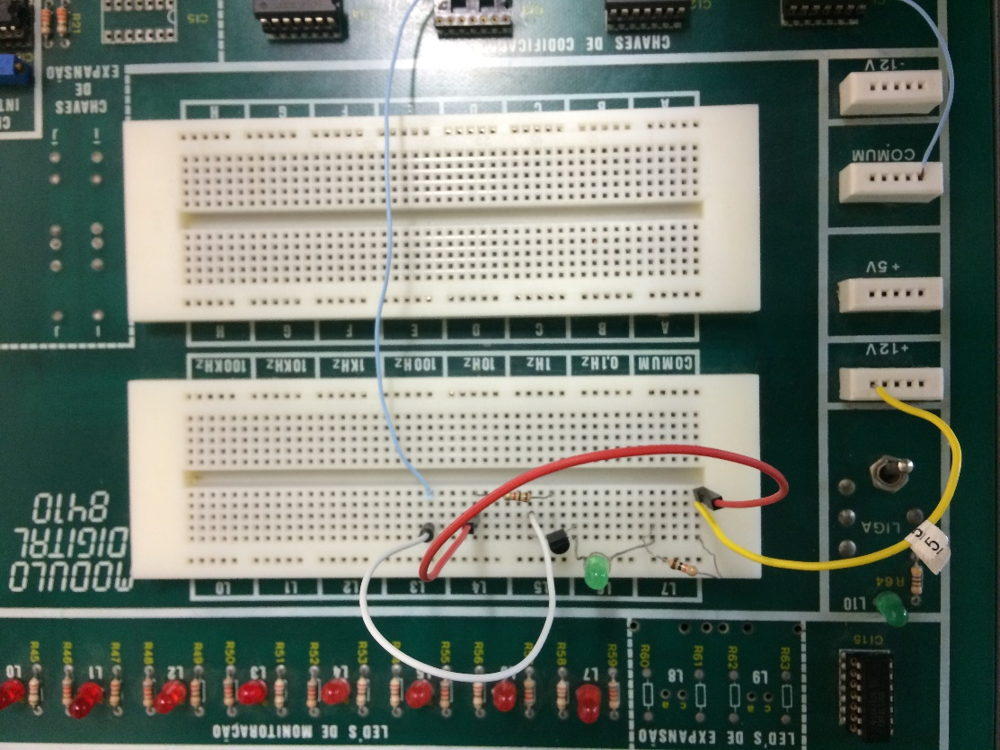 CI5
CHAVES DE CODIFICA
CHAVES
DE
EXPANSÃO
-12V
COMUM
+5V
+12V
J I
J I
H G F E D C B A
H G F E D C B A
100KHz 10KHz 1KHz 100Hz 10Hz 1Hz 0,1Hz COMUM
MODULO
DIGITAL
8410
LIGA
R64
L10
CI15
L0 L1 L2 L3 L4 L5 L6 L7
R45 R46 R47 R48 R49 R50 R51 R52 R53 R55 R56 R58 R59 R60 R61 R62 R63
L0 L1 L2 L3 L4 L7 L8 L9
LED'S DE MONITORAÇÃO
LED'S DE EXPANSÃO